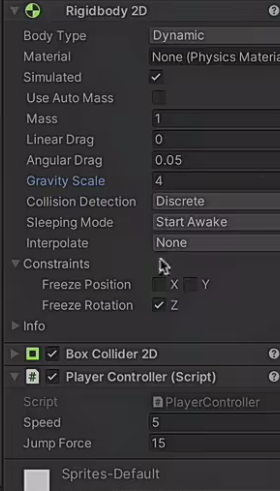 Rigidbody 2D
Body Type Dynamic
Material None (Physics Materia
Simulated
Use Auto Mass
Mass 1
Linear Drag 0
Angular Drag 0.05
Gravity Scale 4
Collision Detection Discrete
Sleeping Mode Start Awake
Interpolate None
Constraints
Freeze Position X Y
Freeze Rotation Z
Info
Box Collider 2D
# Player Controller (Script)
Script PlayerController
Speed 5
Jump Force 15
Sprites-Default